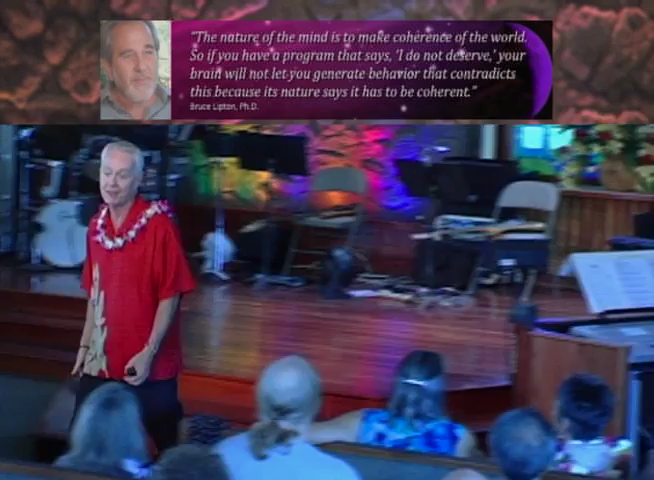 "The nature of the mind is to make coherence of the world.
So if you have a program that says, 'I do not deserve,' your
brain will not let you generate behavior that contradicts
this because its nature says it has to be coherent."
Bruce Lipton, Ph.D.